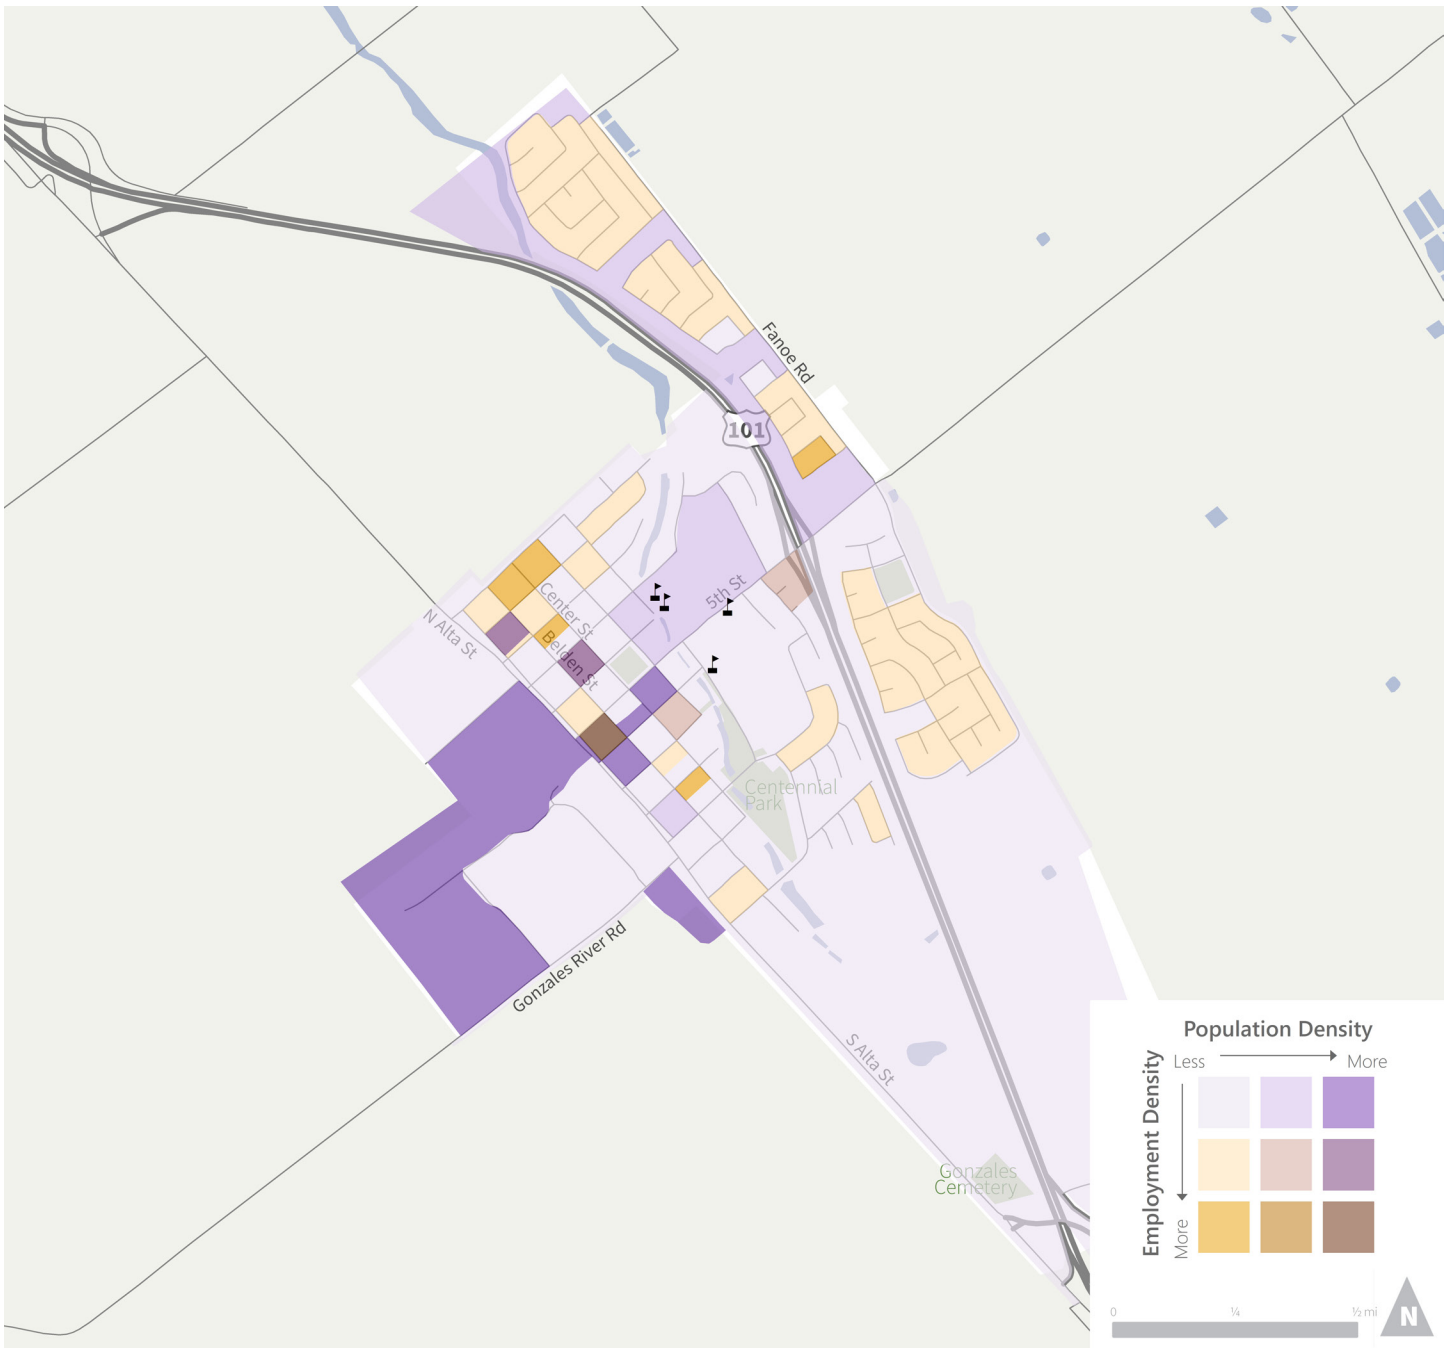 Fanoe Rd
101
5th St
Center St
N Alta St
Belden St
Centennial
Park
Gonzales River Rd
S Alta St
Gonzales
Cemetery
Population Density
Less
More
Employment Density
More
0
¼
½ mi
N